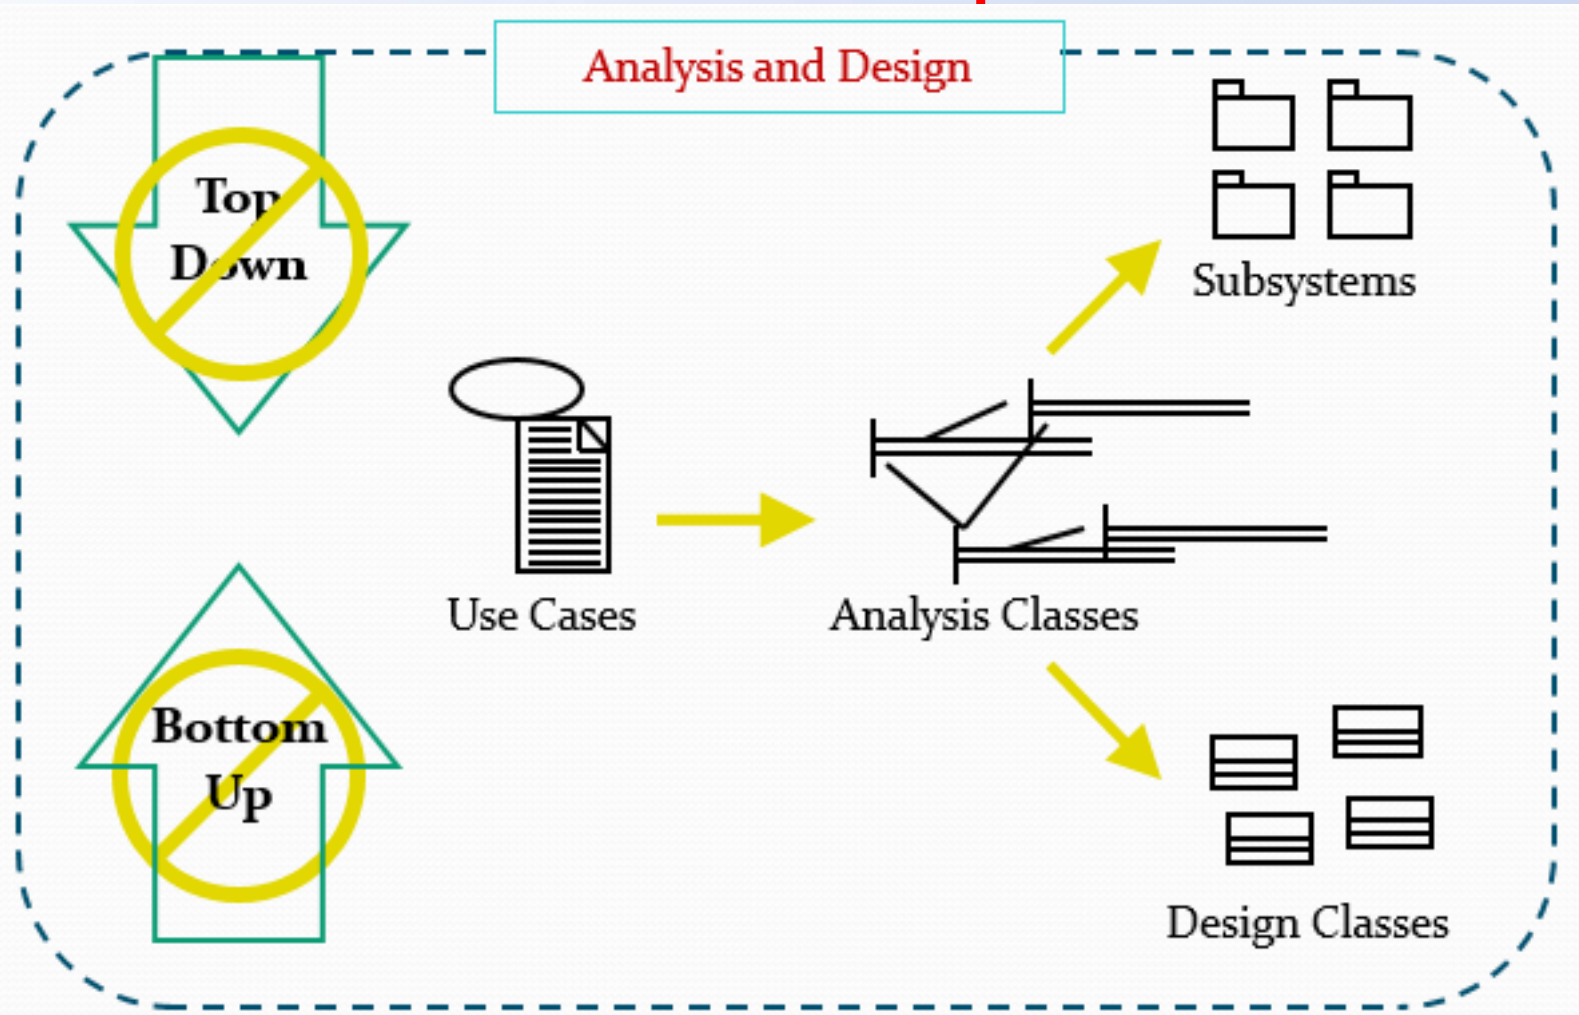 Analysis and Design
Top
Down
Subsystems
Use Cases
Analysis Classes
Bottom
Up
Design Classes